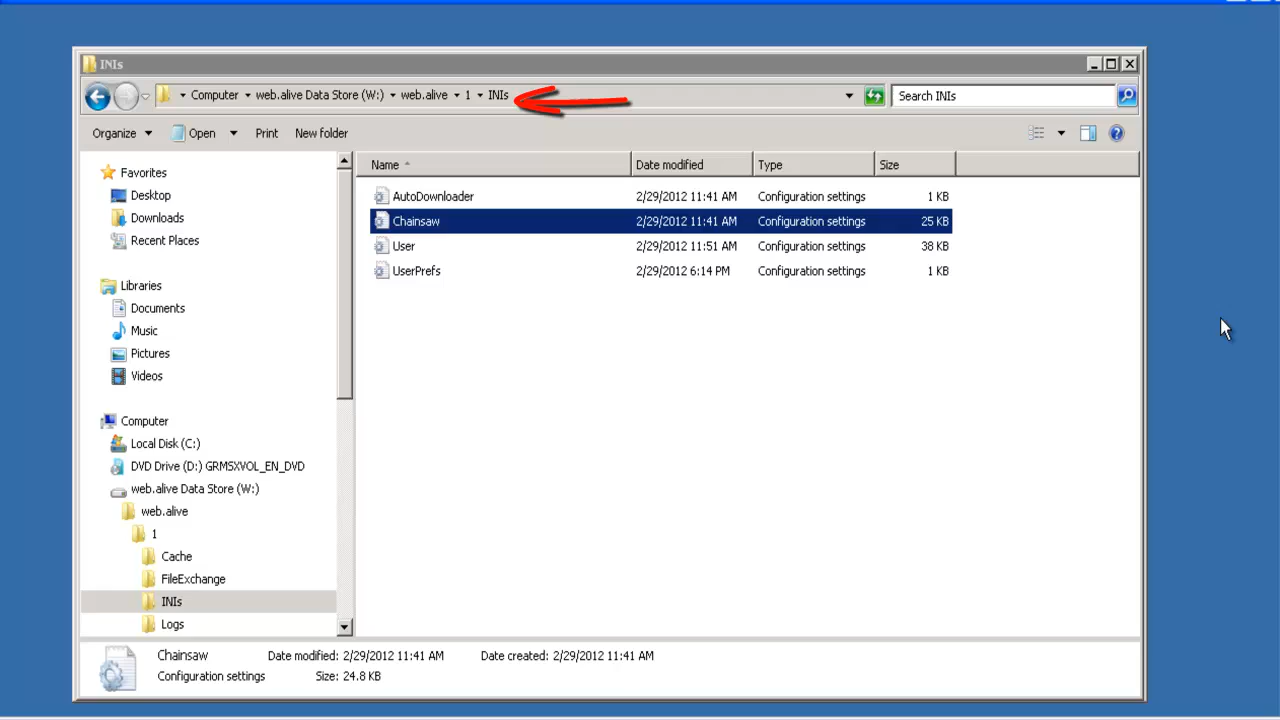 INIs
Computer web.alive Data Store (W:) web.alive 1 INIs Search INIs
Organize Open Print New folder
Favorites
Desktop
Downloads
Recent Places
Libraries
Documents
Music
Pictures
Videos
Computer
Local Disk (C:)
DVD Drive (D:) GRMSXVOL_EN_DVD
web.alive Data Store (W:)
web.alive
1
Cache
FileExchange
INIs
Logs
Name Date modified Type Size
AutoDownloader 2/29/2012 11:41 AM Configuration settings 1 KB
Chainsaw 2/29/2012 11:41 AM Configuration settings 25 KB
User 2/29/2012 11:51 AM Configuration settings 38 KB
UserPrefs 2/29/2012 6:14 PM Configuration settings 1 KB
Chainsaw Date modified: 2/29/2012 11:41 AM Date created: 2/29/2012 11:41 AM
Configuration settings Size: 24.8 KB